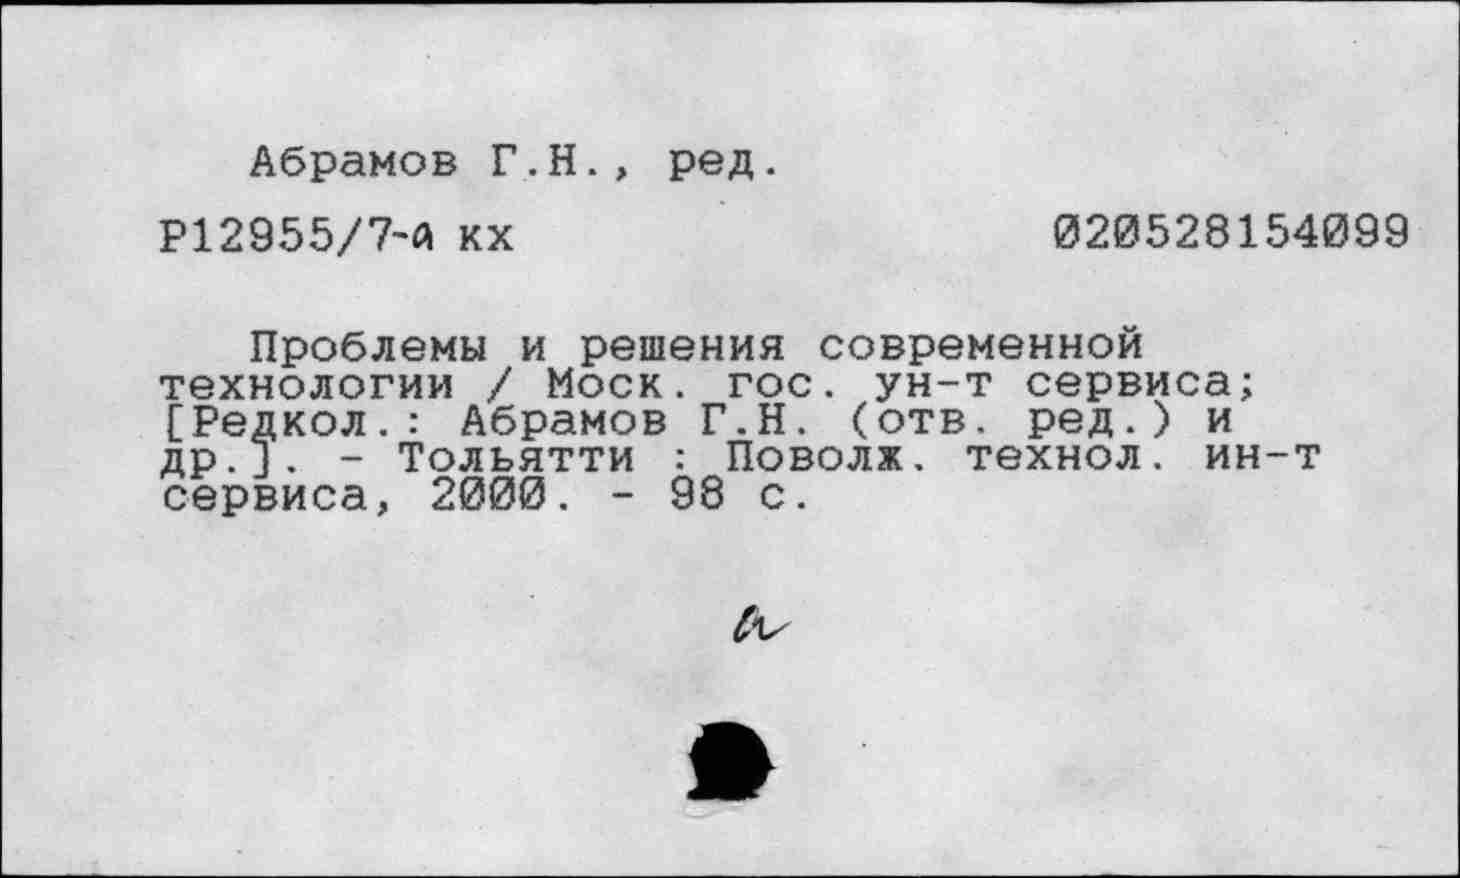 Абрамов Г.Н., ред.
Р12955/7-й кх
020528154099
Проблемы и решения современной
технологии / Моск. гос. ун-т сервиса;
[Редкол.: Абрамов Г.Н. (отв. ред.) и
др.]. - Тольятти : Поволж. технол. ин-т
сервиса, 2000. - 98 с.